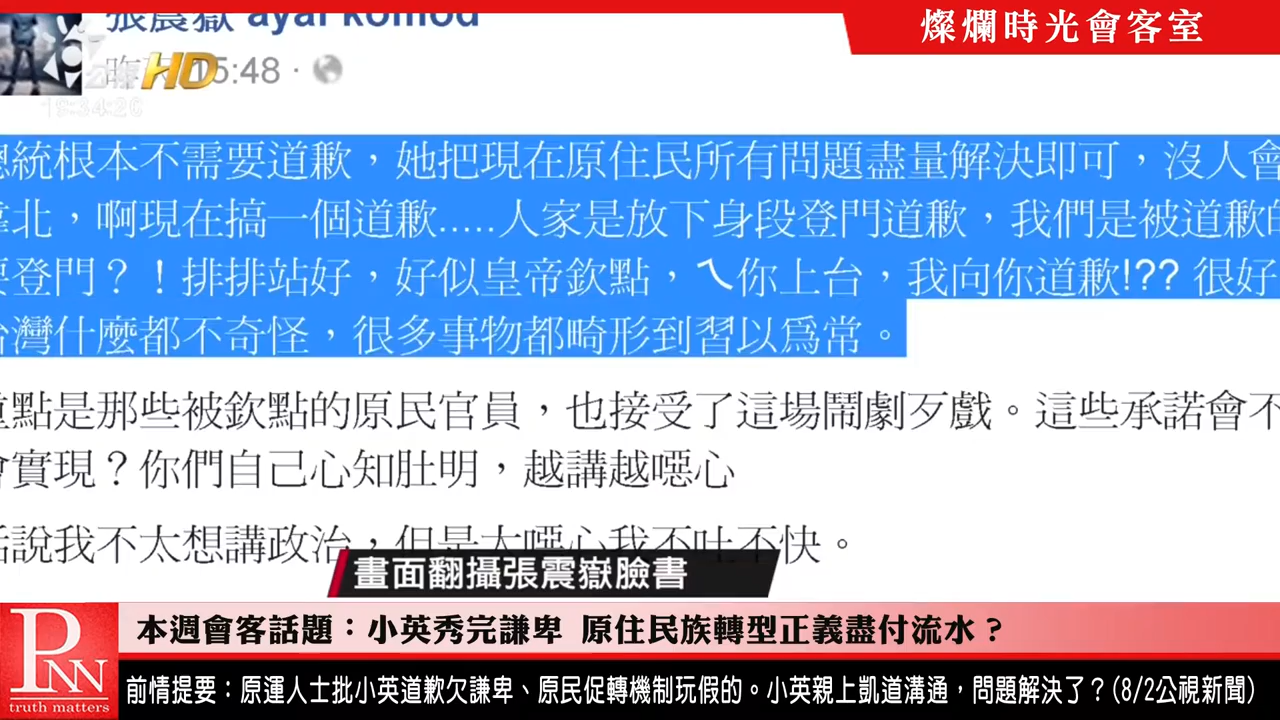 張震嶽 ayal komod
燦爛時光會客室
昨天 15:48
HD
19:34:26
總統根本不需要道歉，她把現在原住民所有問題盡量解決即可，沒人會
靠北，啊現在搞一個道歉.....人家是放下身段登門道歉，我們是被道歉的
要登門？！排排站好，好似皇帝欽點，ㄟ你上台，我向你道歉!?? 很好
台灣什麼都不奇怪，很多事物都畸形到習以爲常。
重點是那些被欽點的原民官員，也接受了這場鬧劇歹戲。這些承諾會不
會實現？你們自己心知肚明，越講越噁心
話說我不太想講政治，但是太噁心我不吐不快。
畫面翻攝張震嶽臉書
本週會客話題：小英秀完謙卑 原住民族轉型正義盡付流水？
PNN
truth matters
前情提要：原運人士批小英道歉欠謙卑、原民促轉機制玩假的。小英親上凱道溝通，問題解決了？(8/2公視新聞)